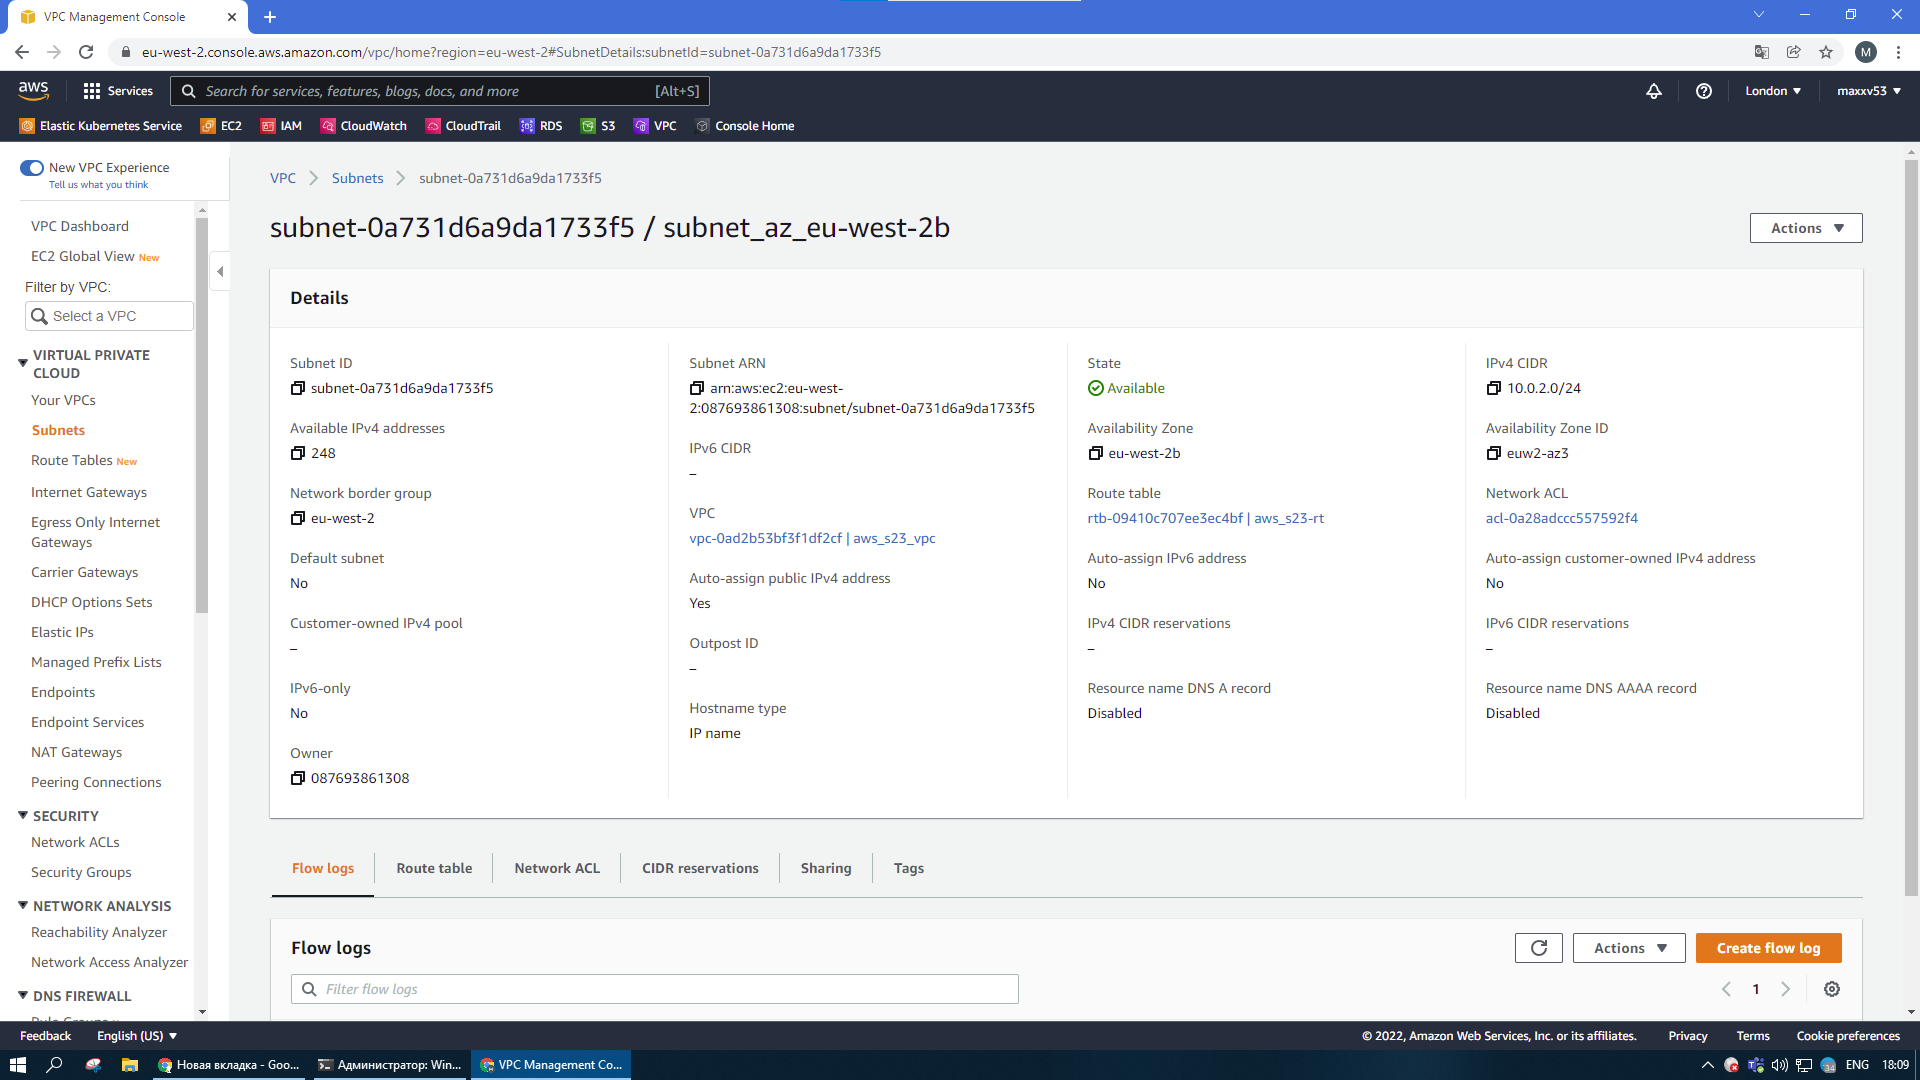 VPC Management Console
eu-west-2.console.aws.amazon.com/vpc/home?region=eu-west-2#SubnetDetails:subnetId=subnet-0a731d6a9da1733f5
M
aws
Services
Search for services, features, blogs, docs, and more
[Alt+S]
London
maxxv53
Elastic Kubernetes Service
EC2
IAM
CloudWatch
CloudTrail
RDS
S3
VPC
Console Home
New VPC Experience
Tell us what you think
VPC Dashboard
EC2 Global View New
Filter by VPC:
Select a VPC
VIRTUAL PRIVATE
CLOUD
Your VPCs
Subnets
Route Tables New
Internet Gateways
Egress Only Internet
Gateways
Carrier Gateways
DHCP Options Sets
Elastic IPs
Managed Prefix Lists
Endpoints
Endpoint Services
NAT Gateways
Peering Connections
SECURITY
Network ACLs
Security Groups
NETWORK ANALYSIS
Reachability Analyzer
Network Access Analyzer
DNS FIREWALL
VPC
Subnets
subnet-0a731d6a9da1733f5
subnet-0a731d6a9da1733f5 / subnet_az_eu-west-2b
Actions
Details
Subnet ID
subnet-0a731d6a9da1733f5
Available IPv4 addresses
248
Network border group
eu-west-2
Default subnet
No
Customer-owned IPv4 pool
–
IPv6-only
No
Owner
087693861308
Subnet ARN
arn:aws:ec2:eu-west-
2:087693861308:subnet/subnet-0a731d6a9da1733f5
IPv6 CIDR
–
VPC
vpc-0ad2b53bf3f1df2cf | aws_s23_vpc
Auto-assign public IPv4 address
Yes
Outpost ID
–
Hostname type
IP name
State
Available
Availability Zone
eu-west-2b
Route table
rtb-09410c707ee3ec4bf | aws_s23-rt
Auto-assign IPv6 address
No
IPv4 CIDR reservations
–
Resource name DNS A record
Disabled
IPv4 CIDR
10.0.2.0/24
Availability Zone ID
euw2-az3
Network ACL
acl-0a28adccc557592f4
Auto-assign customer-owned IPv4 address
No
IPv6 CIDR reservations
–
Resource name DNS AAAA record
Disabled
Flow logs
Route table
Network ACL
CIDR reservations
Sharing
Tags
Flow logs
Actions
Create flow log
Filter flow logs
1
Feedback
English (US)
© 2022, Amazon Web Services, Inc. or its affiliates.
Privacy
Terms
Cookie preferences
Новая вкладка - Goo...
Администратор: Win...
VPC Management Co...
34
ENG
18:09